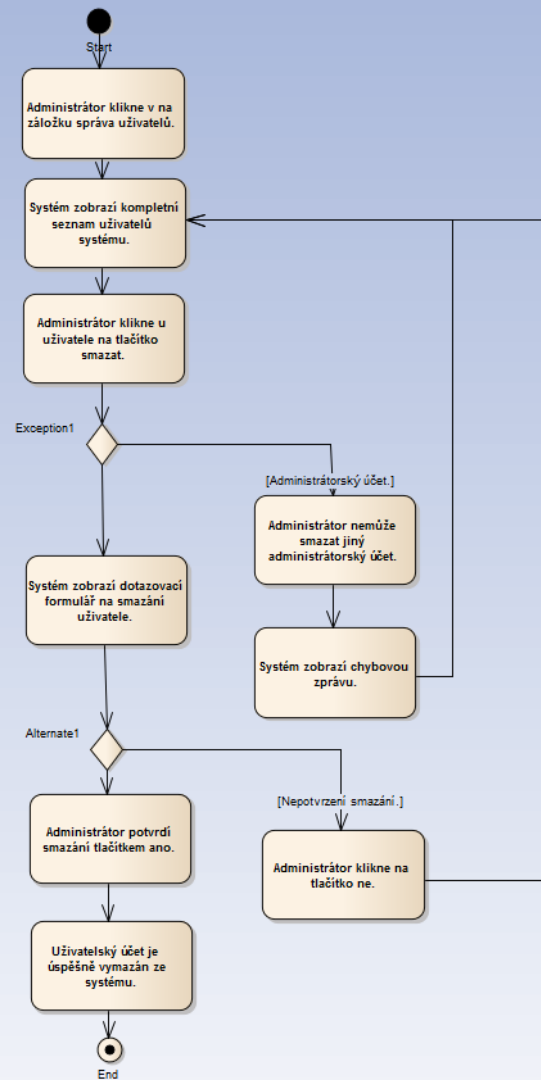 Start
Administrátor klikne v na
záložku správa uživatelů.
Systém zobrazí kompletní
seznam uživatelů
systému.
Administrátor klikne u
uživatele na tlačítko
smazat.
Exception1
[Administrátorský účet.]
Administrátor nemůže
smazat jiný
administrátorský účet.
Systém zobrazí dotazovací
formulář na smazání
uživatele.
Systém zobrazí chybovou
zprávu.
Alternate1
[Nepotvrzení smazání.]
Administrátor potvrdí
smazání tlačítkem ano.
Administrátor klikne na
tlačítko ne.
Uživatelský účet je
úspěšně vymazán ze
systému.
End